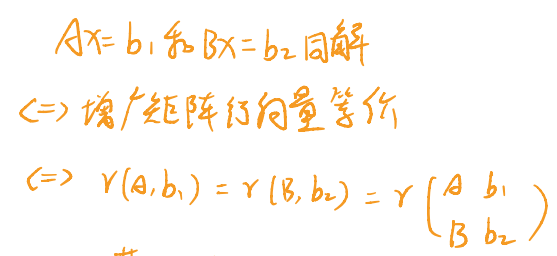 Ax=b₁和Bx=b₂同解
<=> 增广矩阵行向量等价
<=> r(A,b₁) = r(B,b₂) = r(A b₁
B b₂)